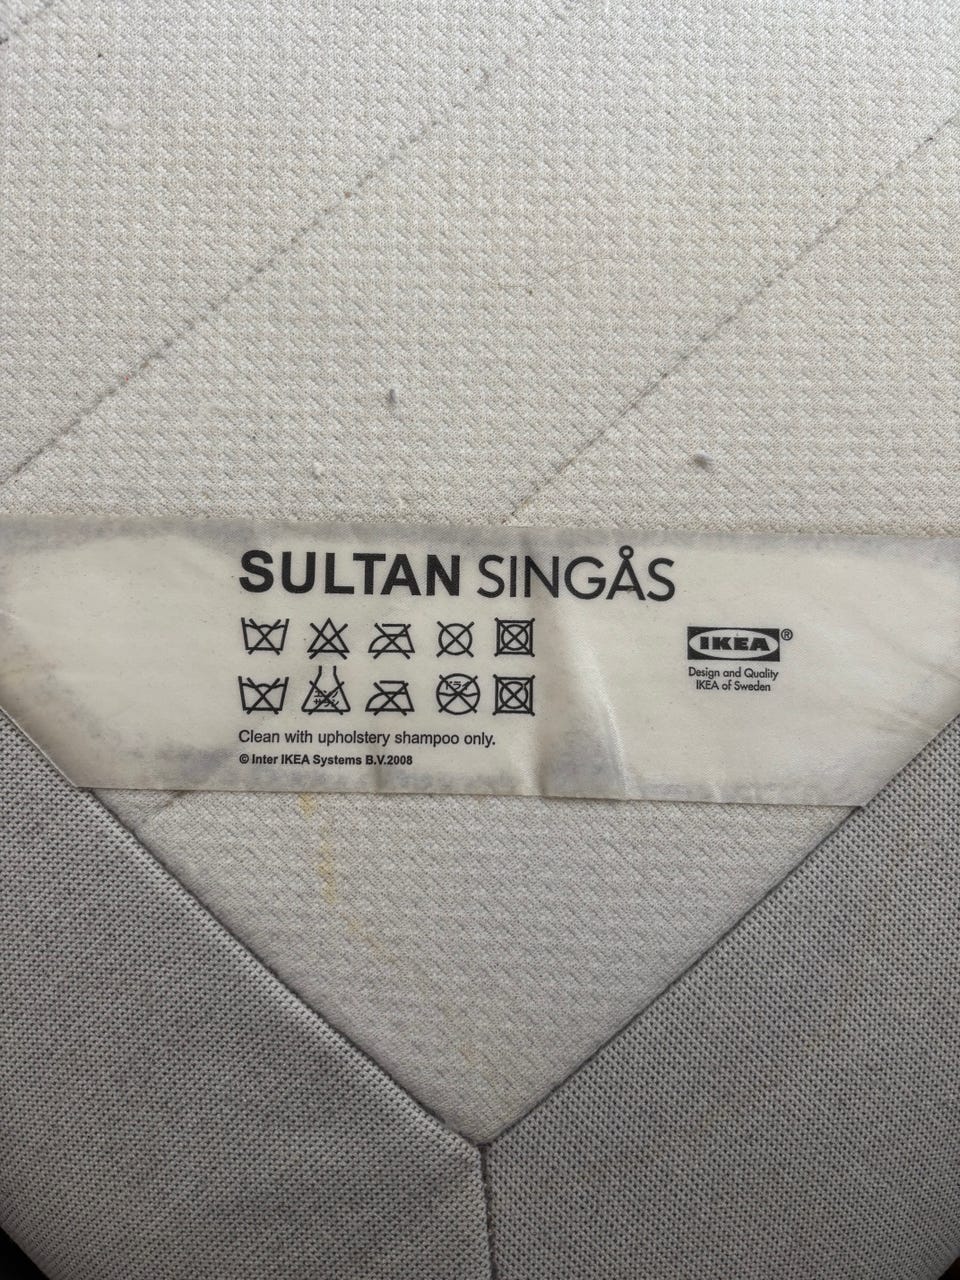 SULTAN SINGÅS
IKEA®
Design and Quality
IKEA of Sweden
Clean with upholstery shampoo only.
© Inter IKEA Systems B.V.2008